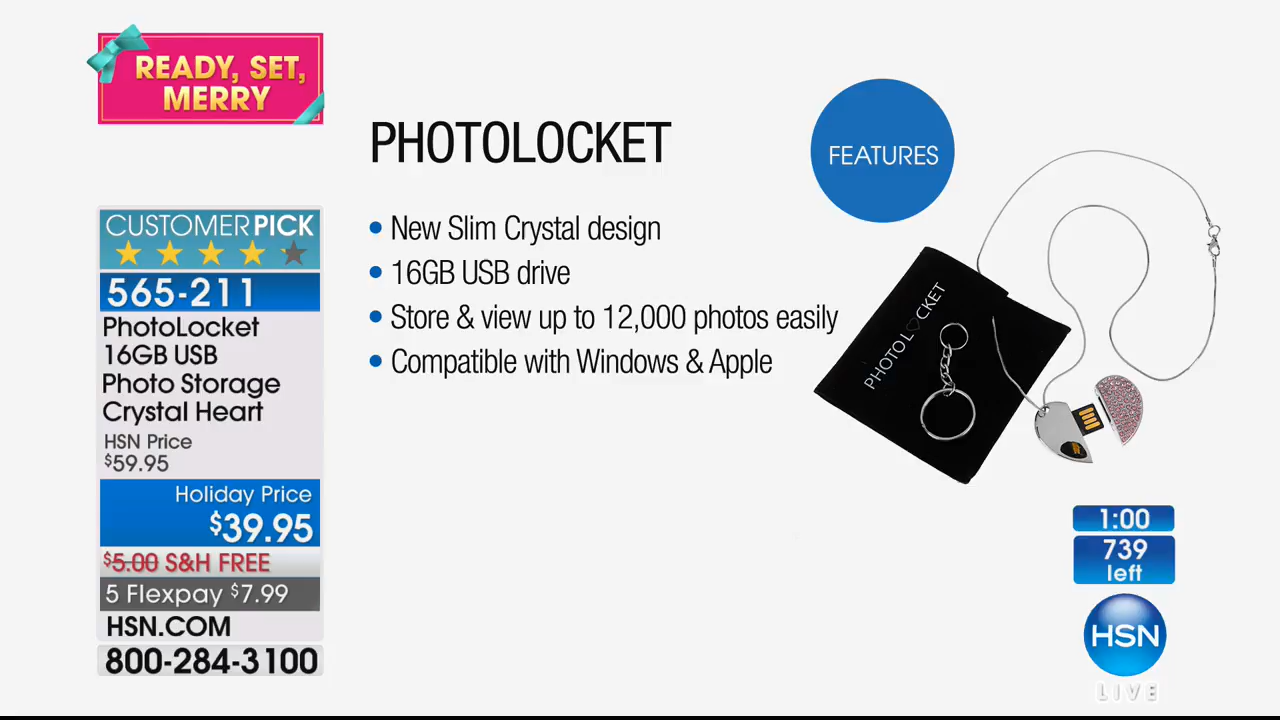 READY, SET,
MERRY
CUSTOMER PICK
565-211
PhotoLocket
16GB USB
Photo Storage
Crystal Heart
HSN Price
$59.95
Holiday Price
$39.95
$5.00 S&H FREE
5 Flexpay $7.99
HSN.COM
800-284-3100
PHOTOLOCKET
• New Slim Crystal design
• 16GB USB drive
• Store & view up to 12,000 photos easily
• Compatible with Windows & Apple
FEATURES
PHOTOLOCKET
1:00
739
left
HSN
LIVE